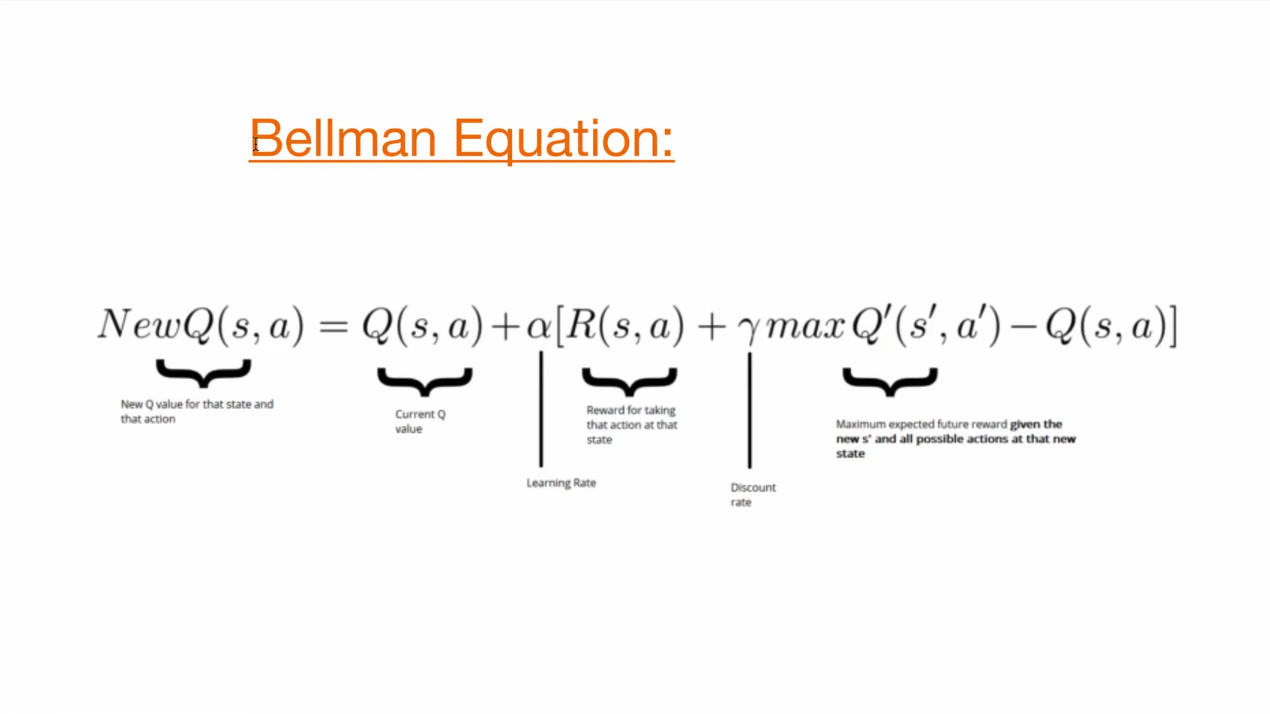 Bellman Equation:
NewQ(s, a) = Q(s, a) + α[R(s, a) + γ max Q′(s′, a′) − Q(s, a)]
New Q value for that state and
that action
Current Q
value
Learning Rate
Reward for taking
that action at that
state
Discount
rate
Maximum expected future reward given the
new s' and all possible actions at that new
state